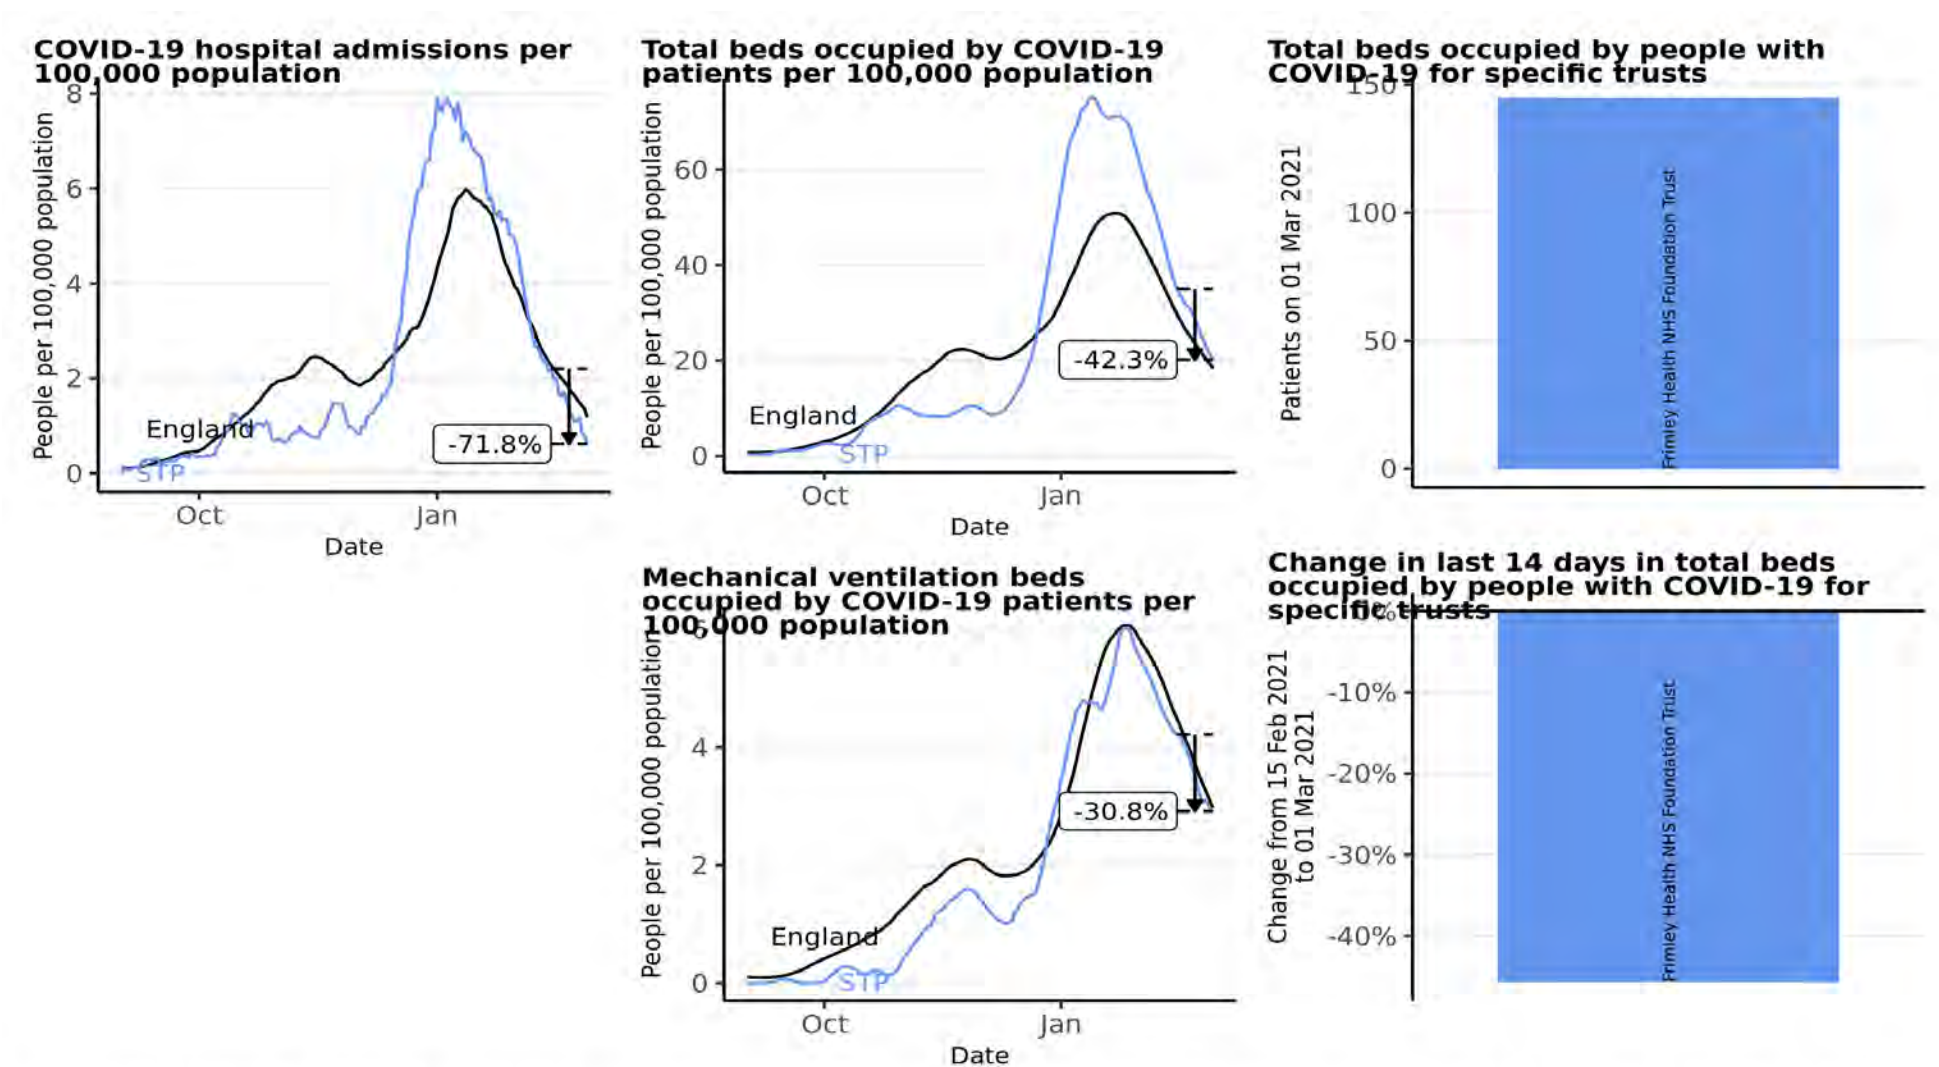 COVID-19 hospital admissions per
100,000 population
People per 100,000 population
8
6
4
2
0
England
STP
-71.8%
Oct
Jan
Date
Total beds occupied by COVID-19
patients per 100,000 population
People per 100,000 population
60
40
20
0
England
STP
-42.3%
Oct
Jan
Date
Total beds occupied by people with
COVID-19 for specific trusts
Patients on 01 Mar 2021
150
100
50
0
Frimley Health NHS Foundation Trust
Mechanical ventilation beds
occupied by COVID-19 patients per
100,000 population
People per 100,000 population
6
4
2
0
England
STP
-30.8%
Oct
Jan
Date
Change in last 14 days in total beds
occupied by people with COVID-19 for
specific trusts
Change from 15 Feb 2021
to 01 Mar 2021
0%
-10%
-20%
-30%
-40%
Frimley Health NHS Foundation Trust